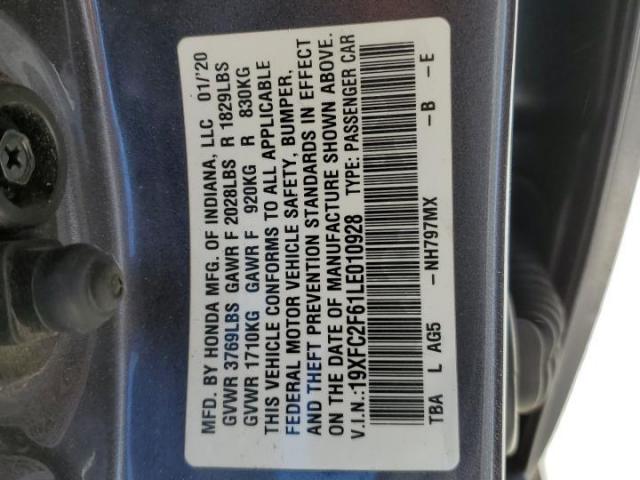 MFD. BY HONDA MFG. OF INDIANA, LLC 01/'20
GVWR 3769LBS GAWR F 2028LBS R 1829LBS
GVWR 1710KG GAWR F 920KG R 830KG
THIS VEHICLE CONFORMS TO ALL APPLICABLE
FEDERAL MOTOR VEHICLE SAFETY, BUMPER,
AND THEFT PREVENTION STANDARDS IN EFFECT
ON THE DATE OF MANUFACTURE SHOWN ABOVE.
V.I.N.:19XFC2F61LE010928 TYPE: PASSENGER CAR
TBA L AG5 -NH797MX -B -E